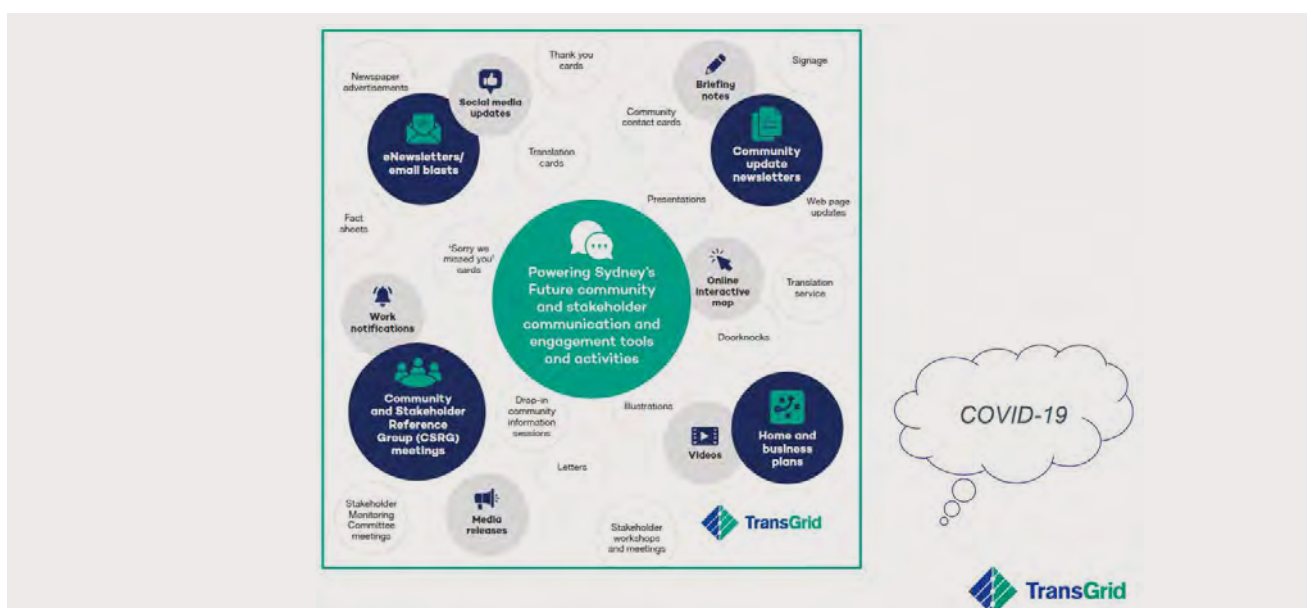 Thank you
cards
Signage
Newspaper
advertisements
Social media
updates
Briefing
notes
Community
contact cards
eNewsletters/
email blasts
Translation
cards
Community
update
newsletters
Presentations
Web page
updates
Fact
sheets
'Sorry we
missed you'
cards
Powering Sydney's
Future community
and stakeholder
communication and
engagement tools
and activities
Online
interactive
map
Translation
service
Work
notifications
Doorknocks
Community
and Stakeholder
Reference
Group (CSRG)
meetings
Drop-in
community
information
sessions
Illustrations
Videos
Home and
business
plans
COVID-19
Letters
Stakeholder
Monitoring
Committee
meetings
Media
releases
Stakeholder
workshops
and meetings
TransGrid
TransGrid